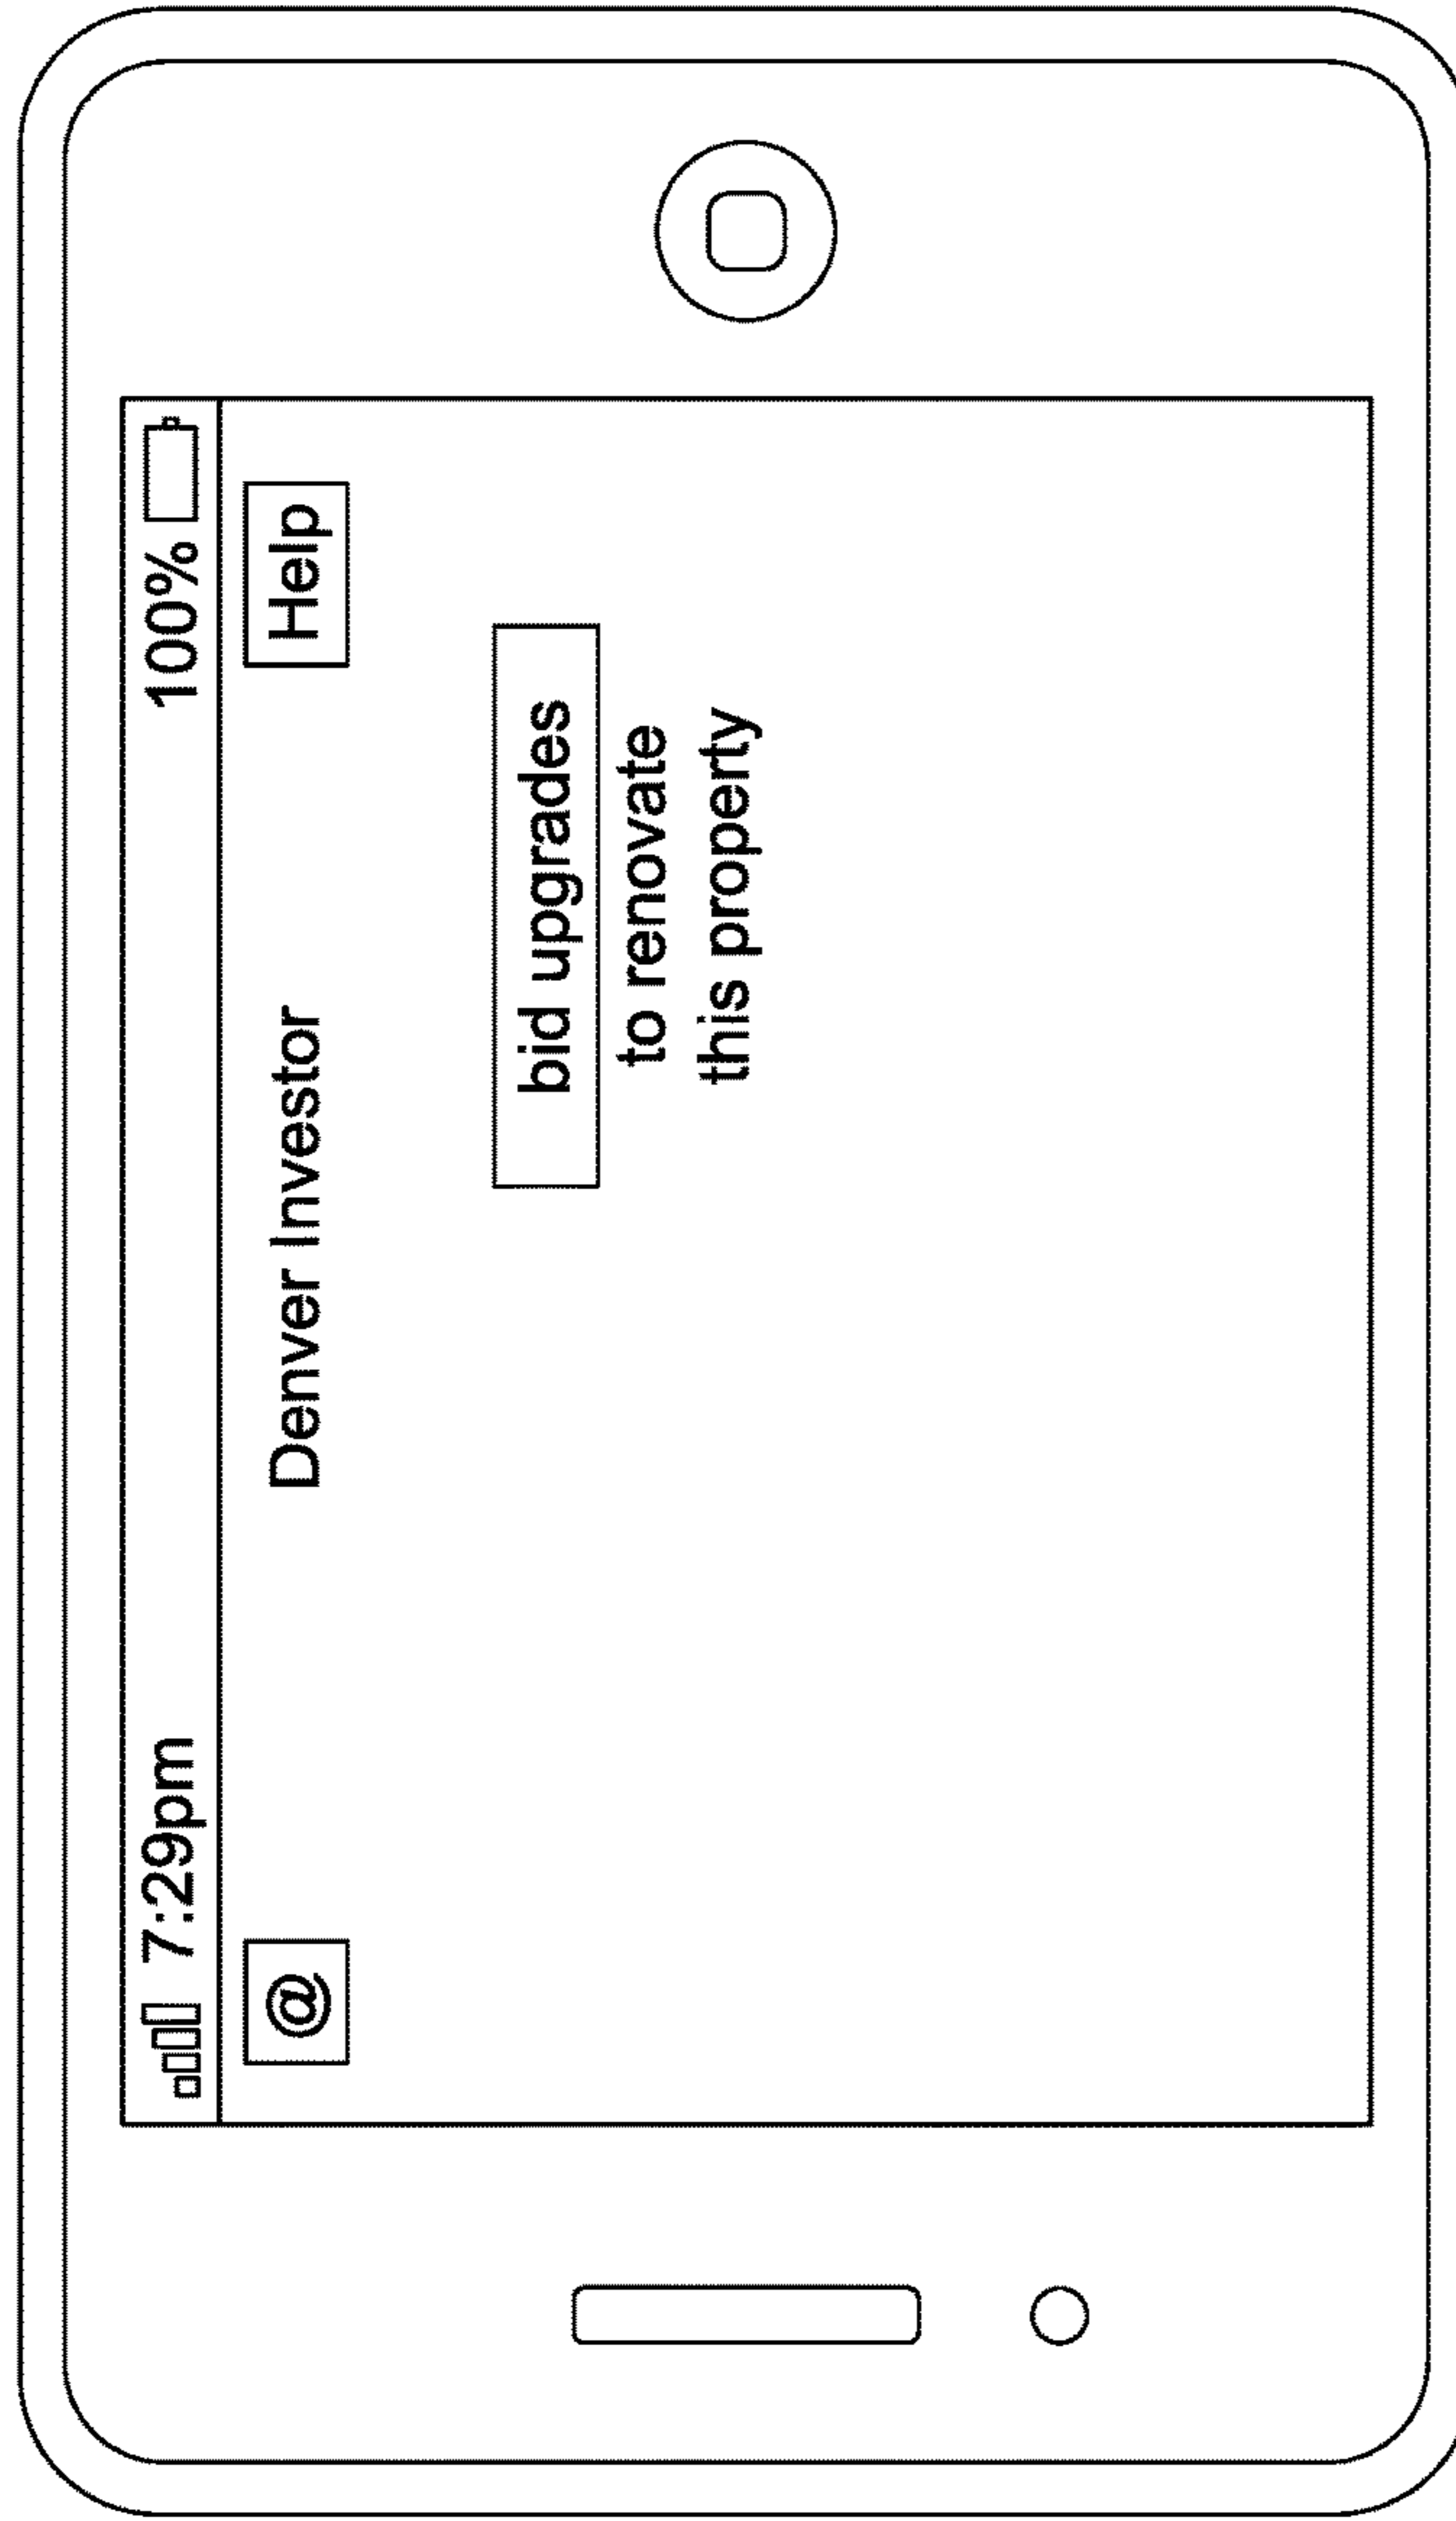 7:29pm 100%
@ Denver Investor Help
bid upgrades
to renovate
this property